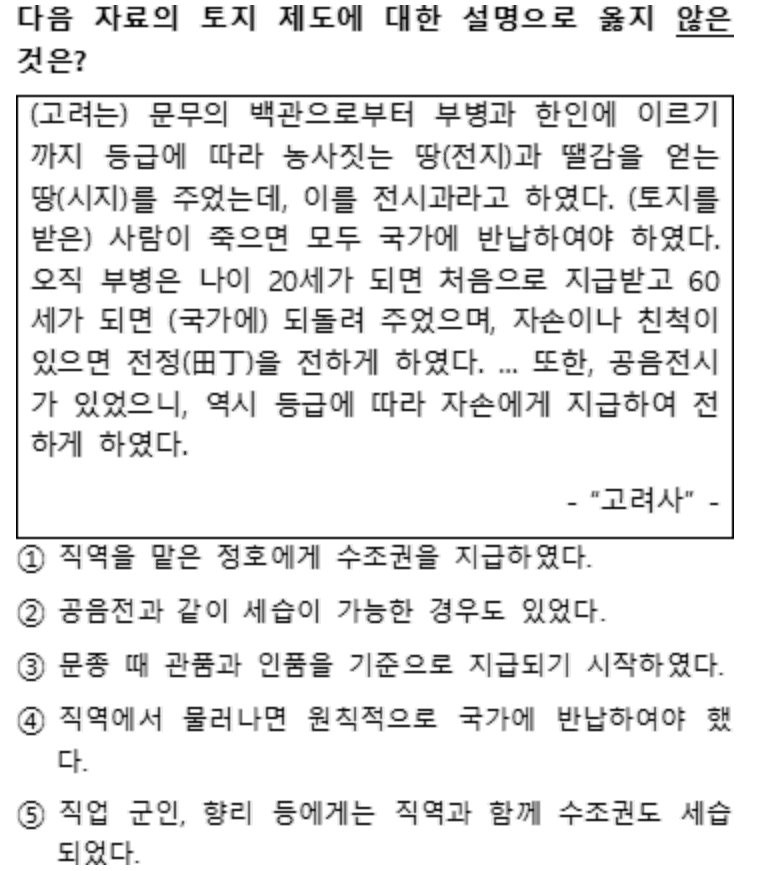 다음 자료의 토지 제도에 대한 설명으로 옳지 않은
것은?
(고려는) 문무의 백관으로부터 부병과 한인에 이르기
까지 등급에 따라 농사짓는 땅(전지)과 땔감을 얻는
땅(시지)를 주었는데, 이를 전시과라고 하였다. (토지를
받은) 사람이 죽으면 모두 국가에 반납하여야 하였다.
오직 부병은 나이 20세가 되면 처음으로 지급받고 60
세가 되면 (국가에) 되돌려 주었으며, 자손이나 친척이
있으면 전정(田丁)을 전하게 하였다. ... 또한, 공음전시
가 있었으니, 역시 등급에 따라 자손에게 지급하여 전
하게 하였다.
- “고려사” -
① 직역을 맡은 정호에게 수조권을 지급하였다.
② 공음전과 같이 세습이 가능한 경우도 있었다.
③ 문종 때 관품과 인품을 기준으로 지급되기 시작하였다.
④ 직역에서 물러나면 원칙적으로 국가에 반납하여야 했
다.
⑤ 직업 군인, 향리 등에게는 직역과 함께 수조권도 세습
되었다.